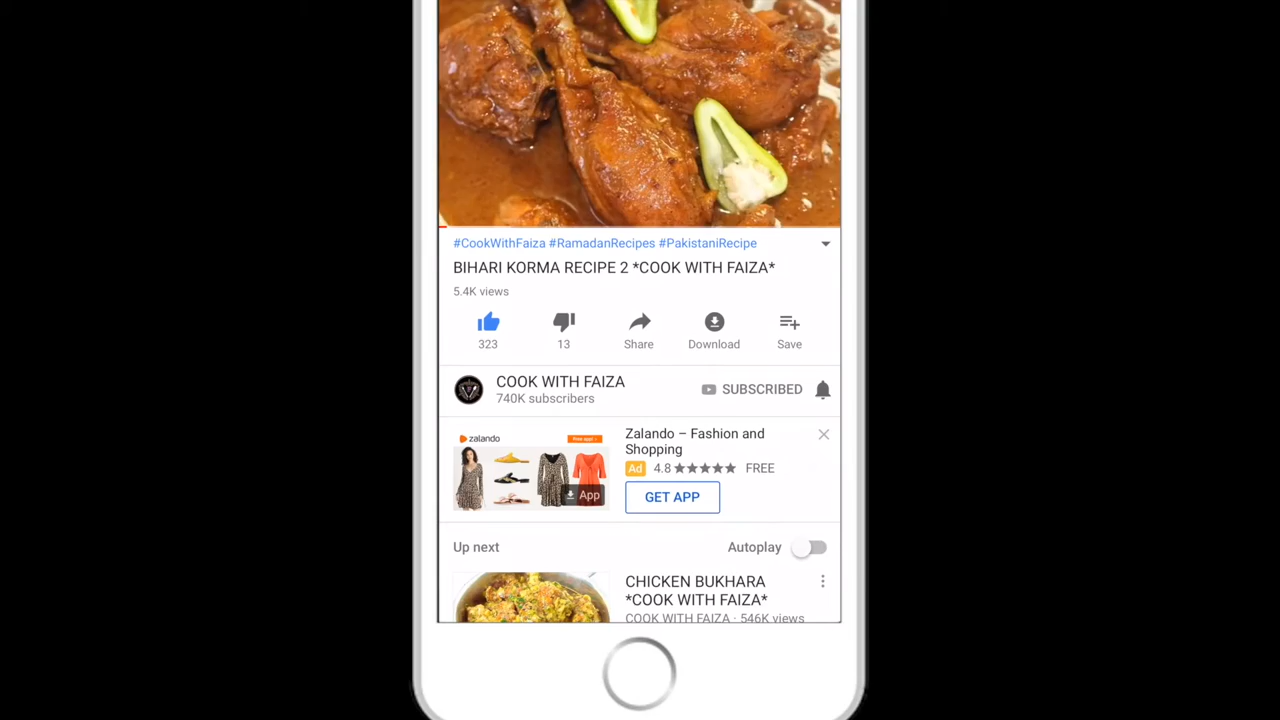 #CookWithFaiza #RamadanRecipes #PakistaniRecipe
BIHARI KORMA RECIPE 2 *COOK WITH FAIZA*
5.4K views
323
13
Share
Download
Save
COOK WITH FAIZA
740K subscribers
SUBSCRIBED
zalando
App
Zalando – Fashion and
Shopping
Ad 4.8 ★★★★★ FREE
GET APP
Up next
Autoplay
CHICKEN BUKHARA
*COOK WITH FAIZA*
COOK WITH FAIZA · 546K views